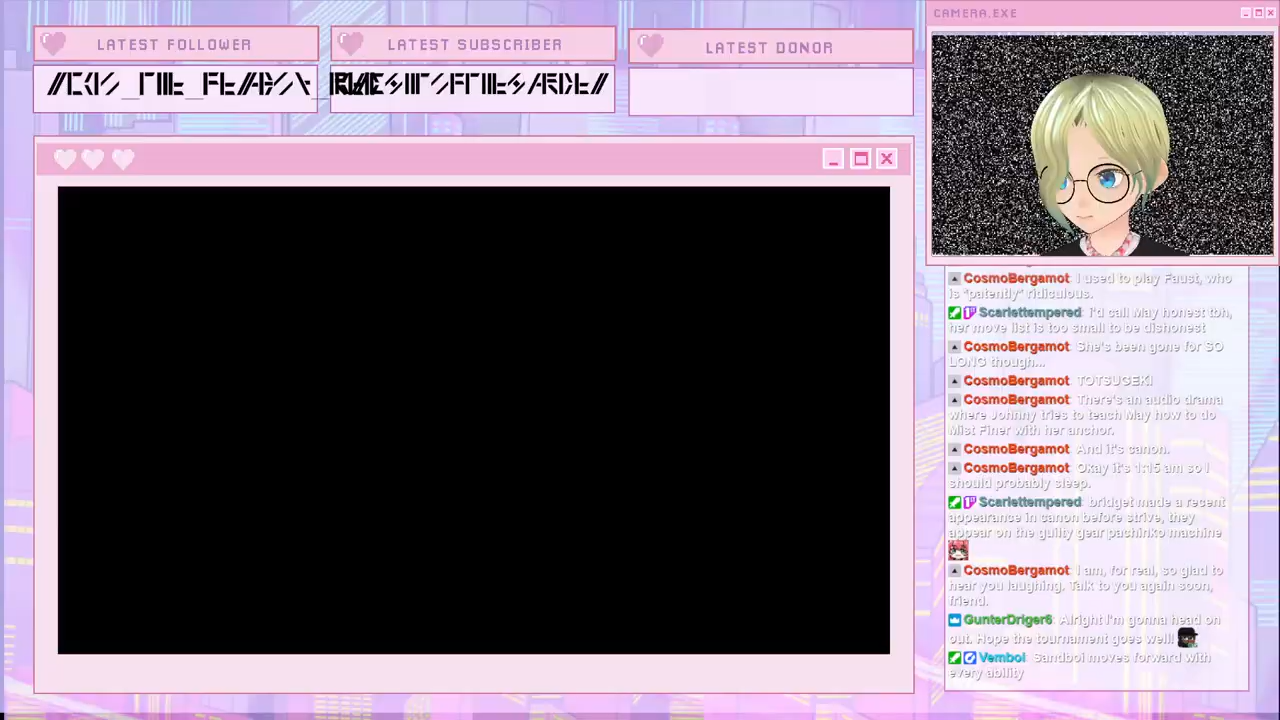 LATEST FOLLOWER
LATEST SUBSCRIBER
LATEST DONOR
CAMERA.EXE
CosmoBergamot: I used to play Faust, who
is *patently* ridiculous.
Scarlettempered: i'd call May honest tbh,
her move list is too small to be dishonest
CosmoBergamot: She's been gone for SO
LONG though...
CosmoBergamot: TOTSUGEKI
CosmoBergamot: There's an audio drama
where Johnny tries to teach May how to do
Mist Finer with her anchor.
CosmoBergamot: And it's canon.
CosmoBergamot: Okay it's 1:15 am so I
should probably sleep.
Scarlettempered: bridget made a recent
appearance in canon before strive, they
appear on the guilty gear pachinko machine
CosmoBergamot: I am, for real, so glad to
hear you laughing. Talk to you again soon,
friend.
GunterDriger6: Alright I'm gonna head on
out. Hope the tournament goes well!
Vemboi: Sandboi moves forward with
every ability